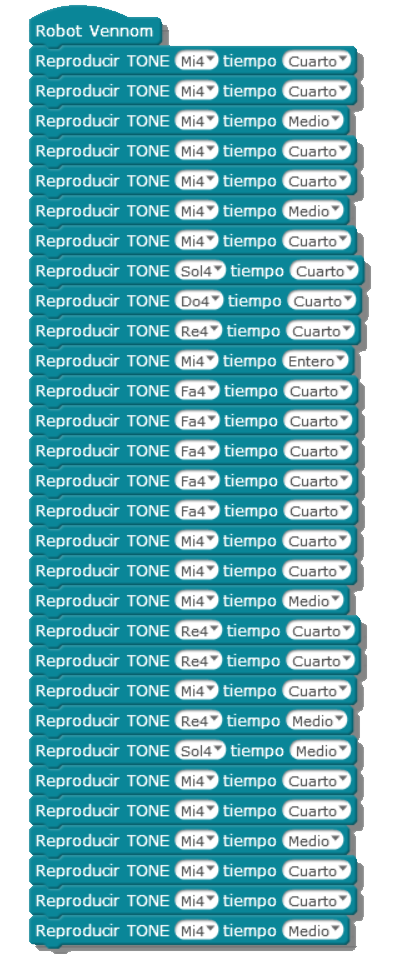 Robot Vennom
Reproducir TONE Mi4 tiempo Cuarto
Reproducir TONE Mi4 tiempo Cuarto
Reproducir TONE Mi4 tiempo Medio
Reproducir TONE Mi4 tiempo Cuarto
Reproducir TONE Mi4 tiempo Cuarto
Reproducir TONE Mi4 tiempo Medio
Reproducir TONE Mi4 tiempo Cuarto
Reproducir TONE Sol4 tiempo Cuarto
Reproducir TONE Do4 tiempo Cuarto
Reproducir TONE Re4 tiempo Cuarto
Reproducir TONE Mi4 tiempo Entero
Reproducir TONE Fa4 tiempo Cuarto
Reproducir TONE Fa4 tiempo Cuarto
Reproducir TONE Fa4 tiempo Cuarto
Reproducir TONE Fa4 tiempo Cuarto
Reproducir TONE Fa4 tiempo Cuarto
Reproducir TONE Mi4 tiempo Cuarto
Reproducir TONE Mi4 tiempo Cuarto
Reproducir TONE Mi4 tiempo Medio
Reproducir TONE Re4 tiempo Cuarto
Reproducir TONE Re4 tiempo Cuarto
Reproducir TONE Mi4 tiempo Cuarto
Reproducir TONE Re4 tiempo Medio
Reproducir TONE Sol4 tiempo Medio
Reproducir TONE Mi4 tiempo Cuarto
Reproducir TONE Mi4 tiempo Cuarto
Reproducir TONE Mi4 tiempo Medio
Reproducir TONE Mi4 tiempo Cuarto
Reproducir TONE Mi4 tiempo Cuarto
Reproducir TONE Mi4 tiempo Medio